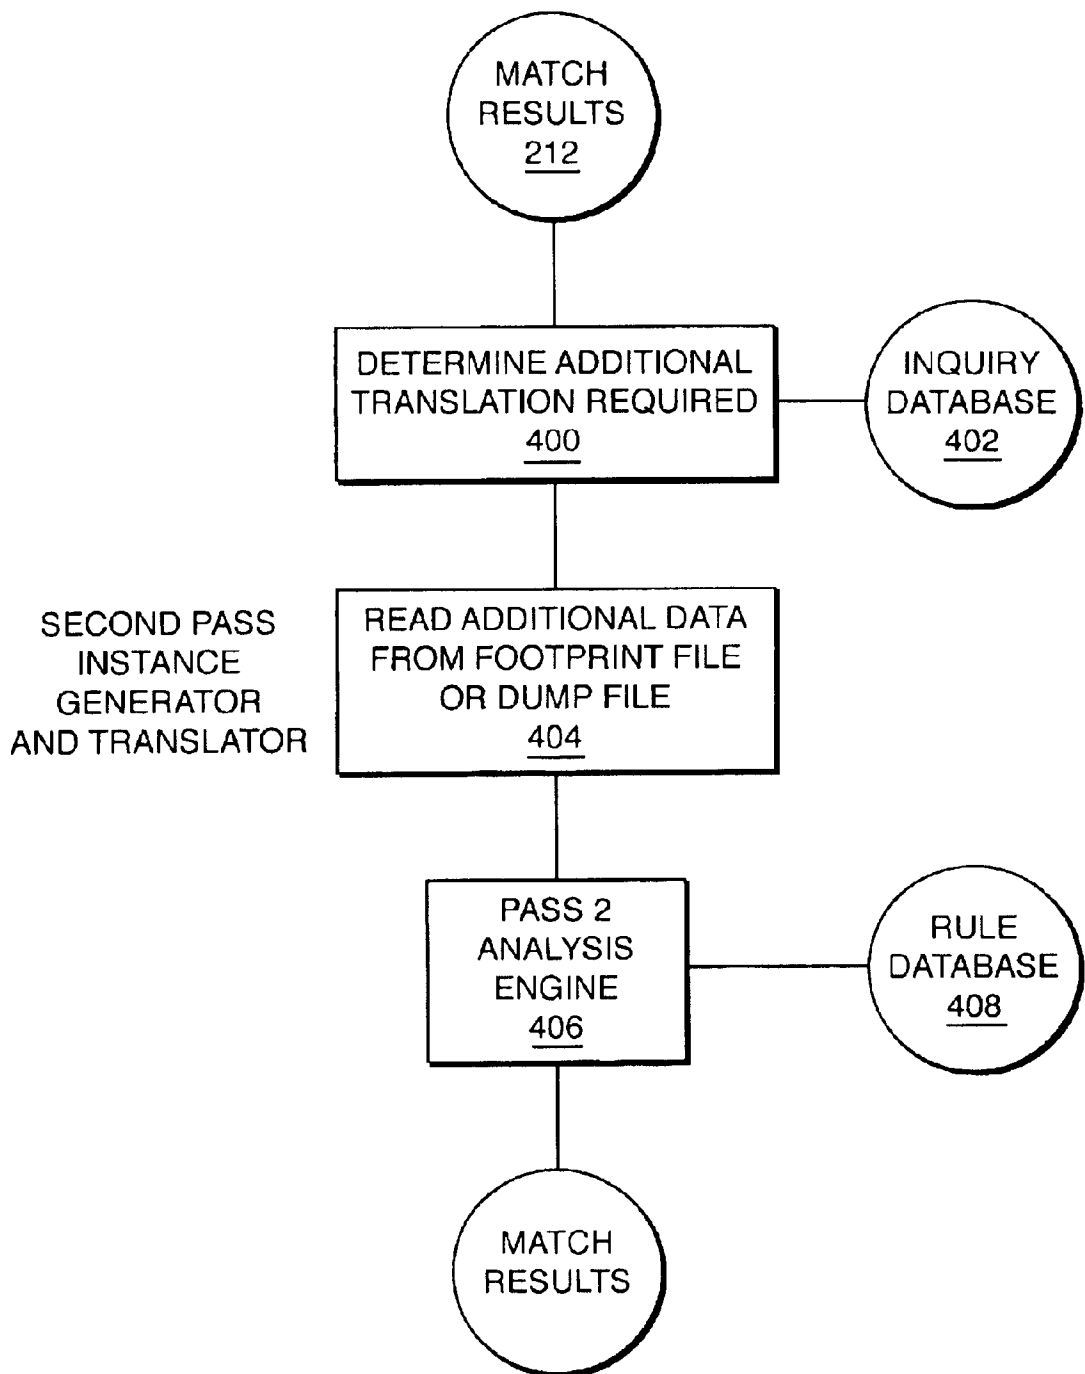 MATCH
RESULTS
212
DETERMINE ADDITIONAL
TRANSLATION REQUIRED
400
INQUIRY
DATABASE
402
SECOND PASS
INSTANCE
GENERATOR
AND TRANSLATOR
READ ADDITIONAL DATA
FROM FOOTPRINT FILE
OR DUMP FILE
404
PASS 2
ANALYSIS
ENGINE
406
RULE
DATABASE
408
MATCH
RESULTS